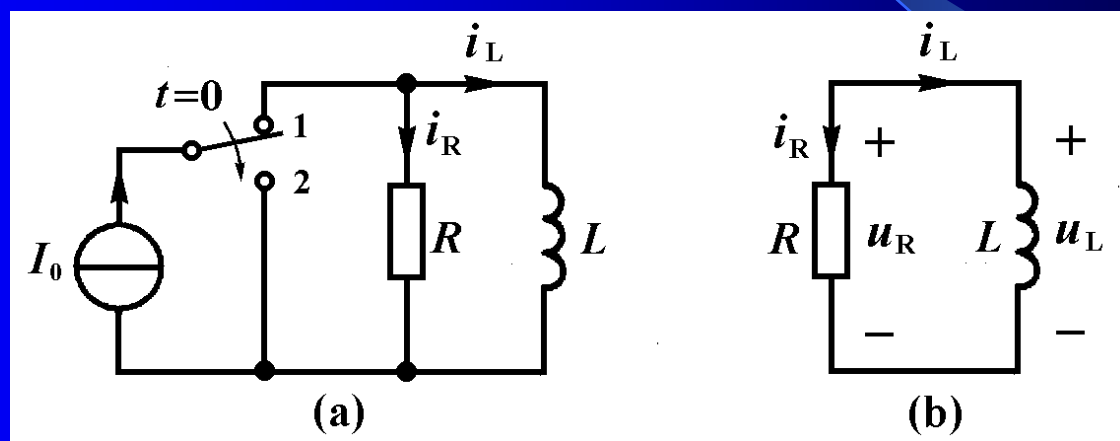 i_L
t=0
1
i_R
2
I_0
R
L
(a)
i_L
i_R
+
+
R
u_R
L
u_L
−
−
(b)